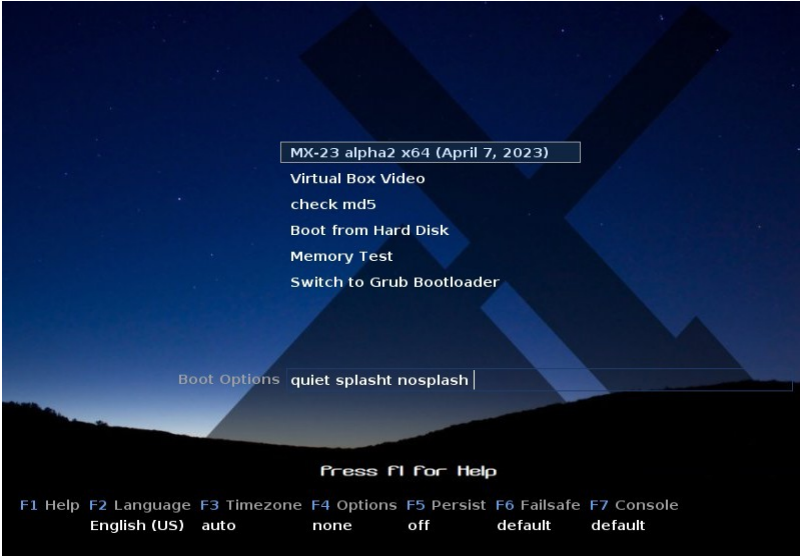 MX-23 alpha2 x64 (April 7, 2023)
Virtual Box Video
check md5
Boot from Hard Disk
Memory Test
Switch to Grub Bootloader
Boot Options quiet splasht nosplash
Press F1 for Help
F1 Help F2 Language F3 Timezone F4 Options F5 Persist F6 Failsafe F7 Console
English (US) auto none off default default